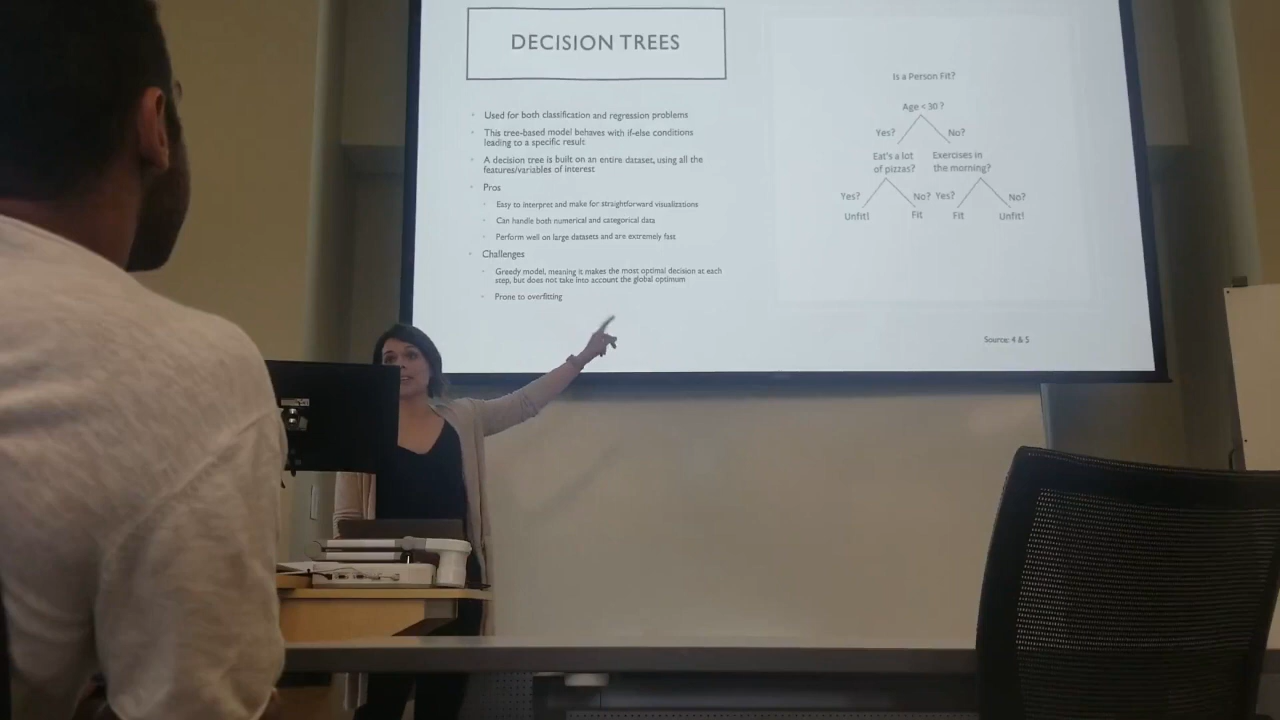 DECISION TREES
Used for both classification and regression problems
This tree-based model behaves with if-else conditions
leading to a specific result
A decision tree is built on an entire dataset, using all the
features/variables of interest
Pros
Easy to interpret and make for straightforward visualizations
Can handle both numerical and categorical data
Perform well on large datasets and are extremely fast
Challenges
Greedy model, meaning it makes the most optimal decision at each
step, but does not take into account the global optimum
Prone to overfitting
Is a Person Fit?
Age < 30 ?
Yes? No?
Eat's a lot Exercises in
of pizzas? the morning?
Yes? No? Yes? No?
Unfit! Fit Fit Unfit!
Source: 4 & 5